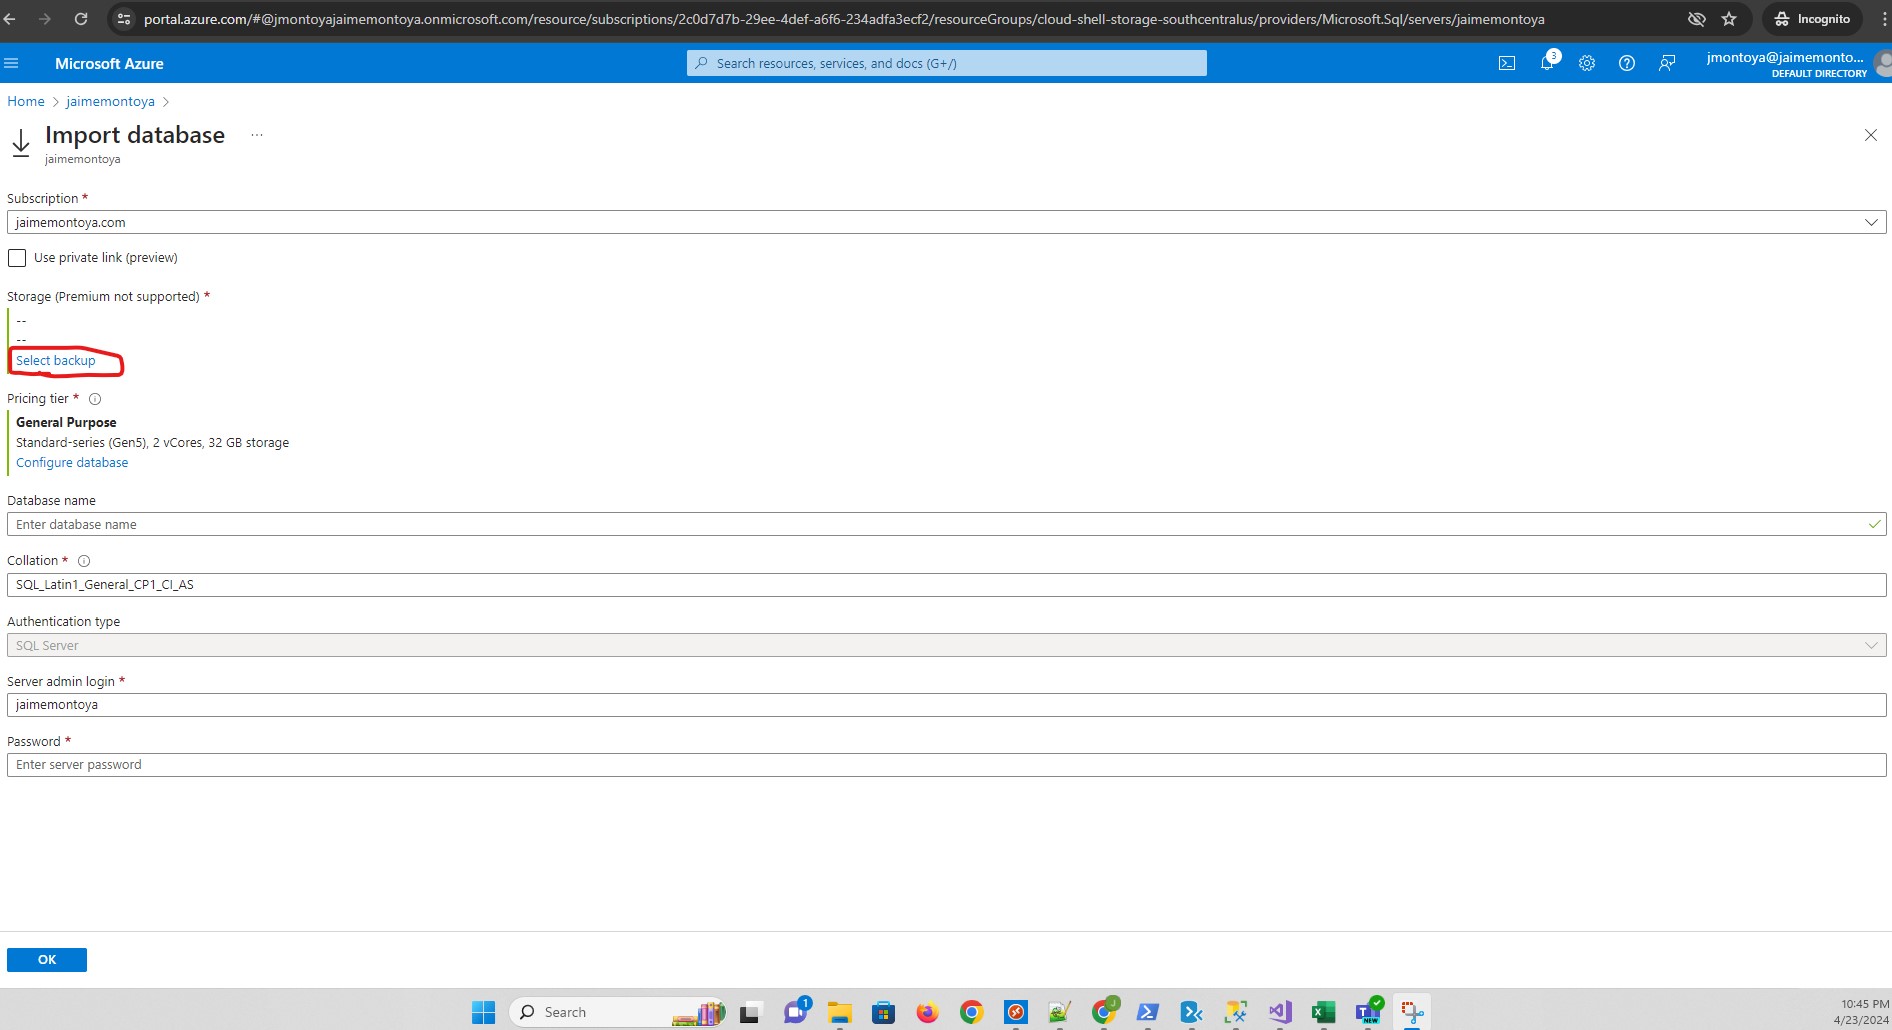 portal.azure.com/#@jmontoyajaimemontoya.onmicrosoft.com/resource/subscriptions/2c0d7d7b-29ee-4def-a6f6-234adfa3ecf2/resourceGroups/cloud-shell-storage-southcentralus/providers/Microsoft.Sql/servers/jaimemontoya
Incognito
Microsoft Azure
Search resources, services, and docs (G+/)
3
jmontoya@jaimemonto...
DEFAULT DIRECTORY
Home > jaimemontoya >
Import database ...
jaimemontoya
Subscription *
jaimemontoya.com
Use private link (preview)
Storage (Premium not supported) *
--
--
Select backup
Pricing tier *
General Purpose
Standard-series (Gen5), 2 vCores, 32 GB storage
Configure database
Database name
Enter database name
Collation *
SQL_Latin1_General_CP1_CI_AS
Authentication type
SQL Server
Server admin login *
jaimemontoya
Password *
Enter server password
OK
Search
1
J
NEW
10:45 PM
4/23/2024